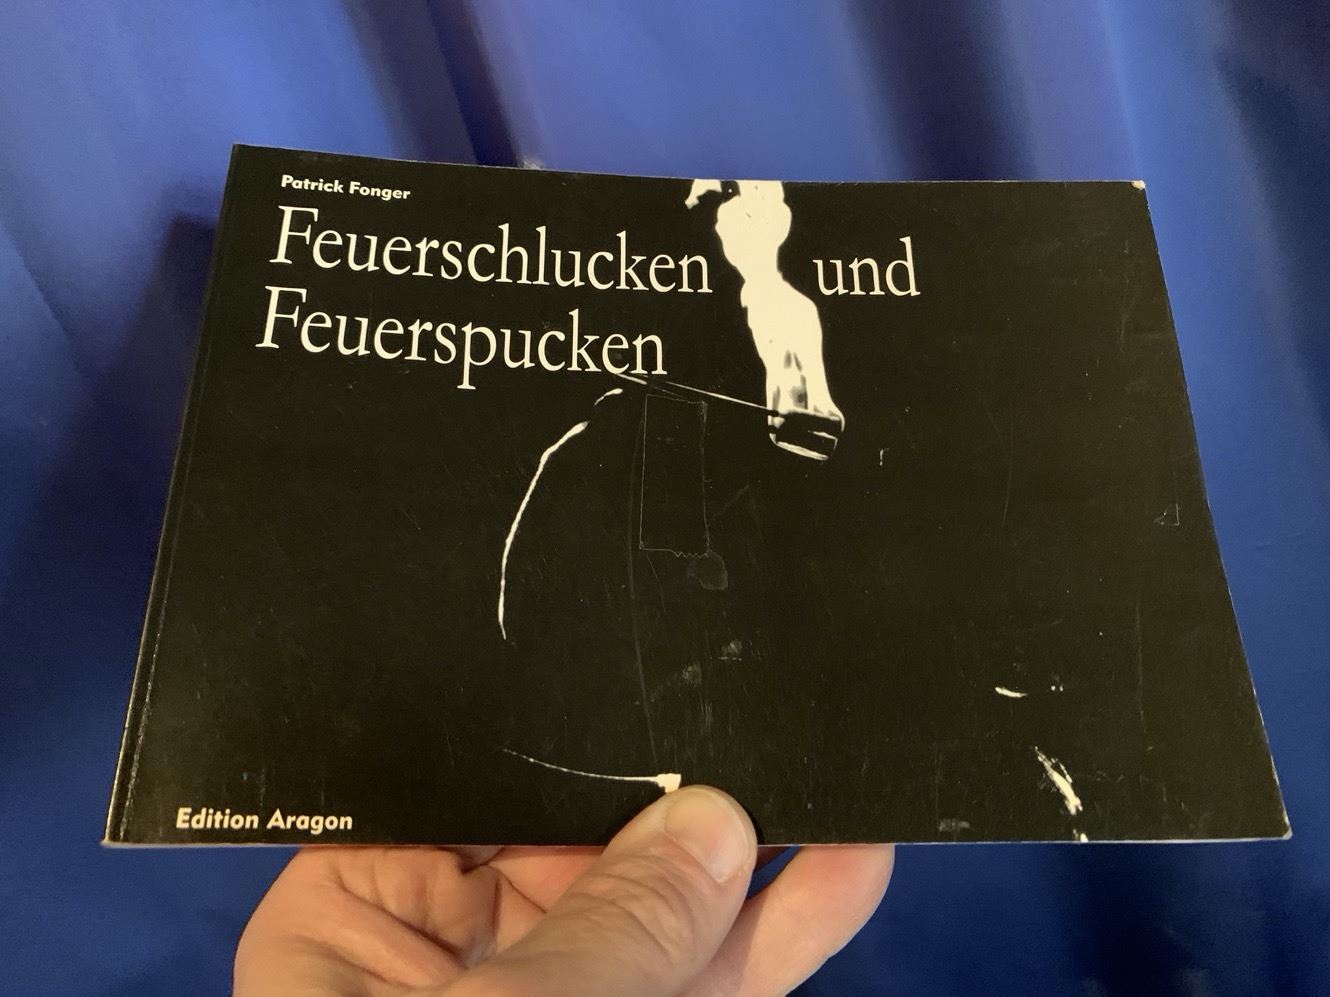 Patrick Fonger
Feuerschlucken und
Feuerspucken
Edition Aragon